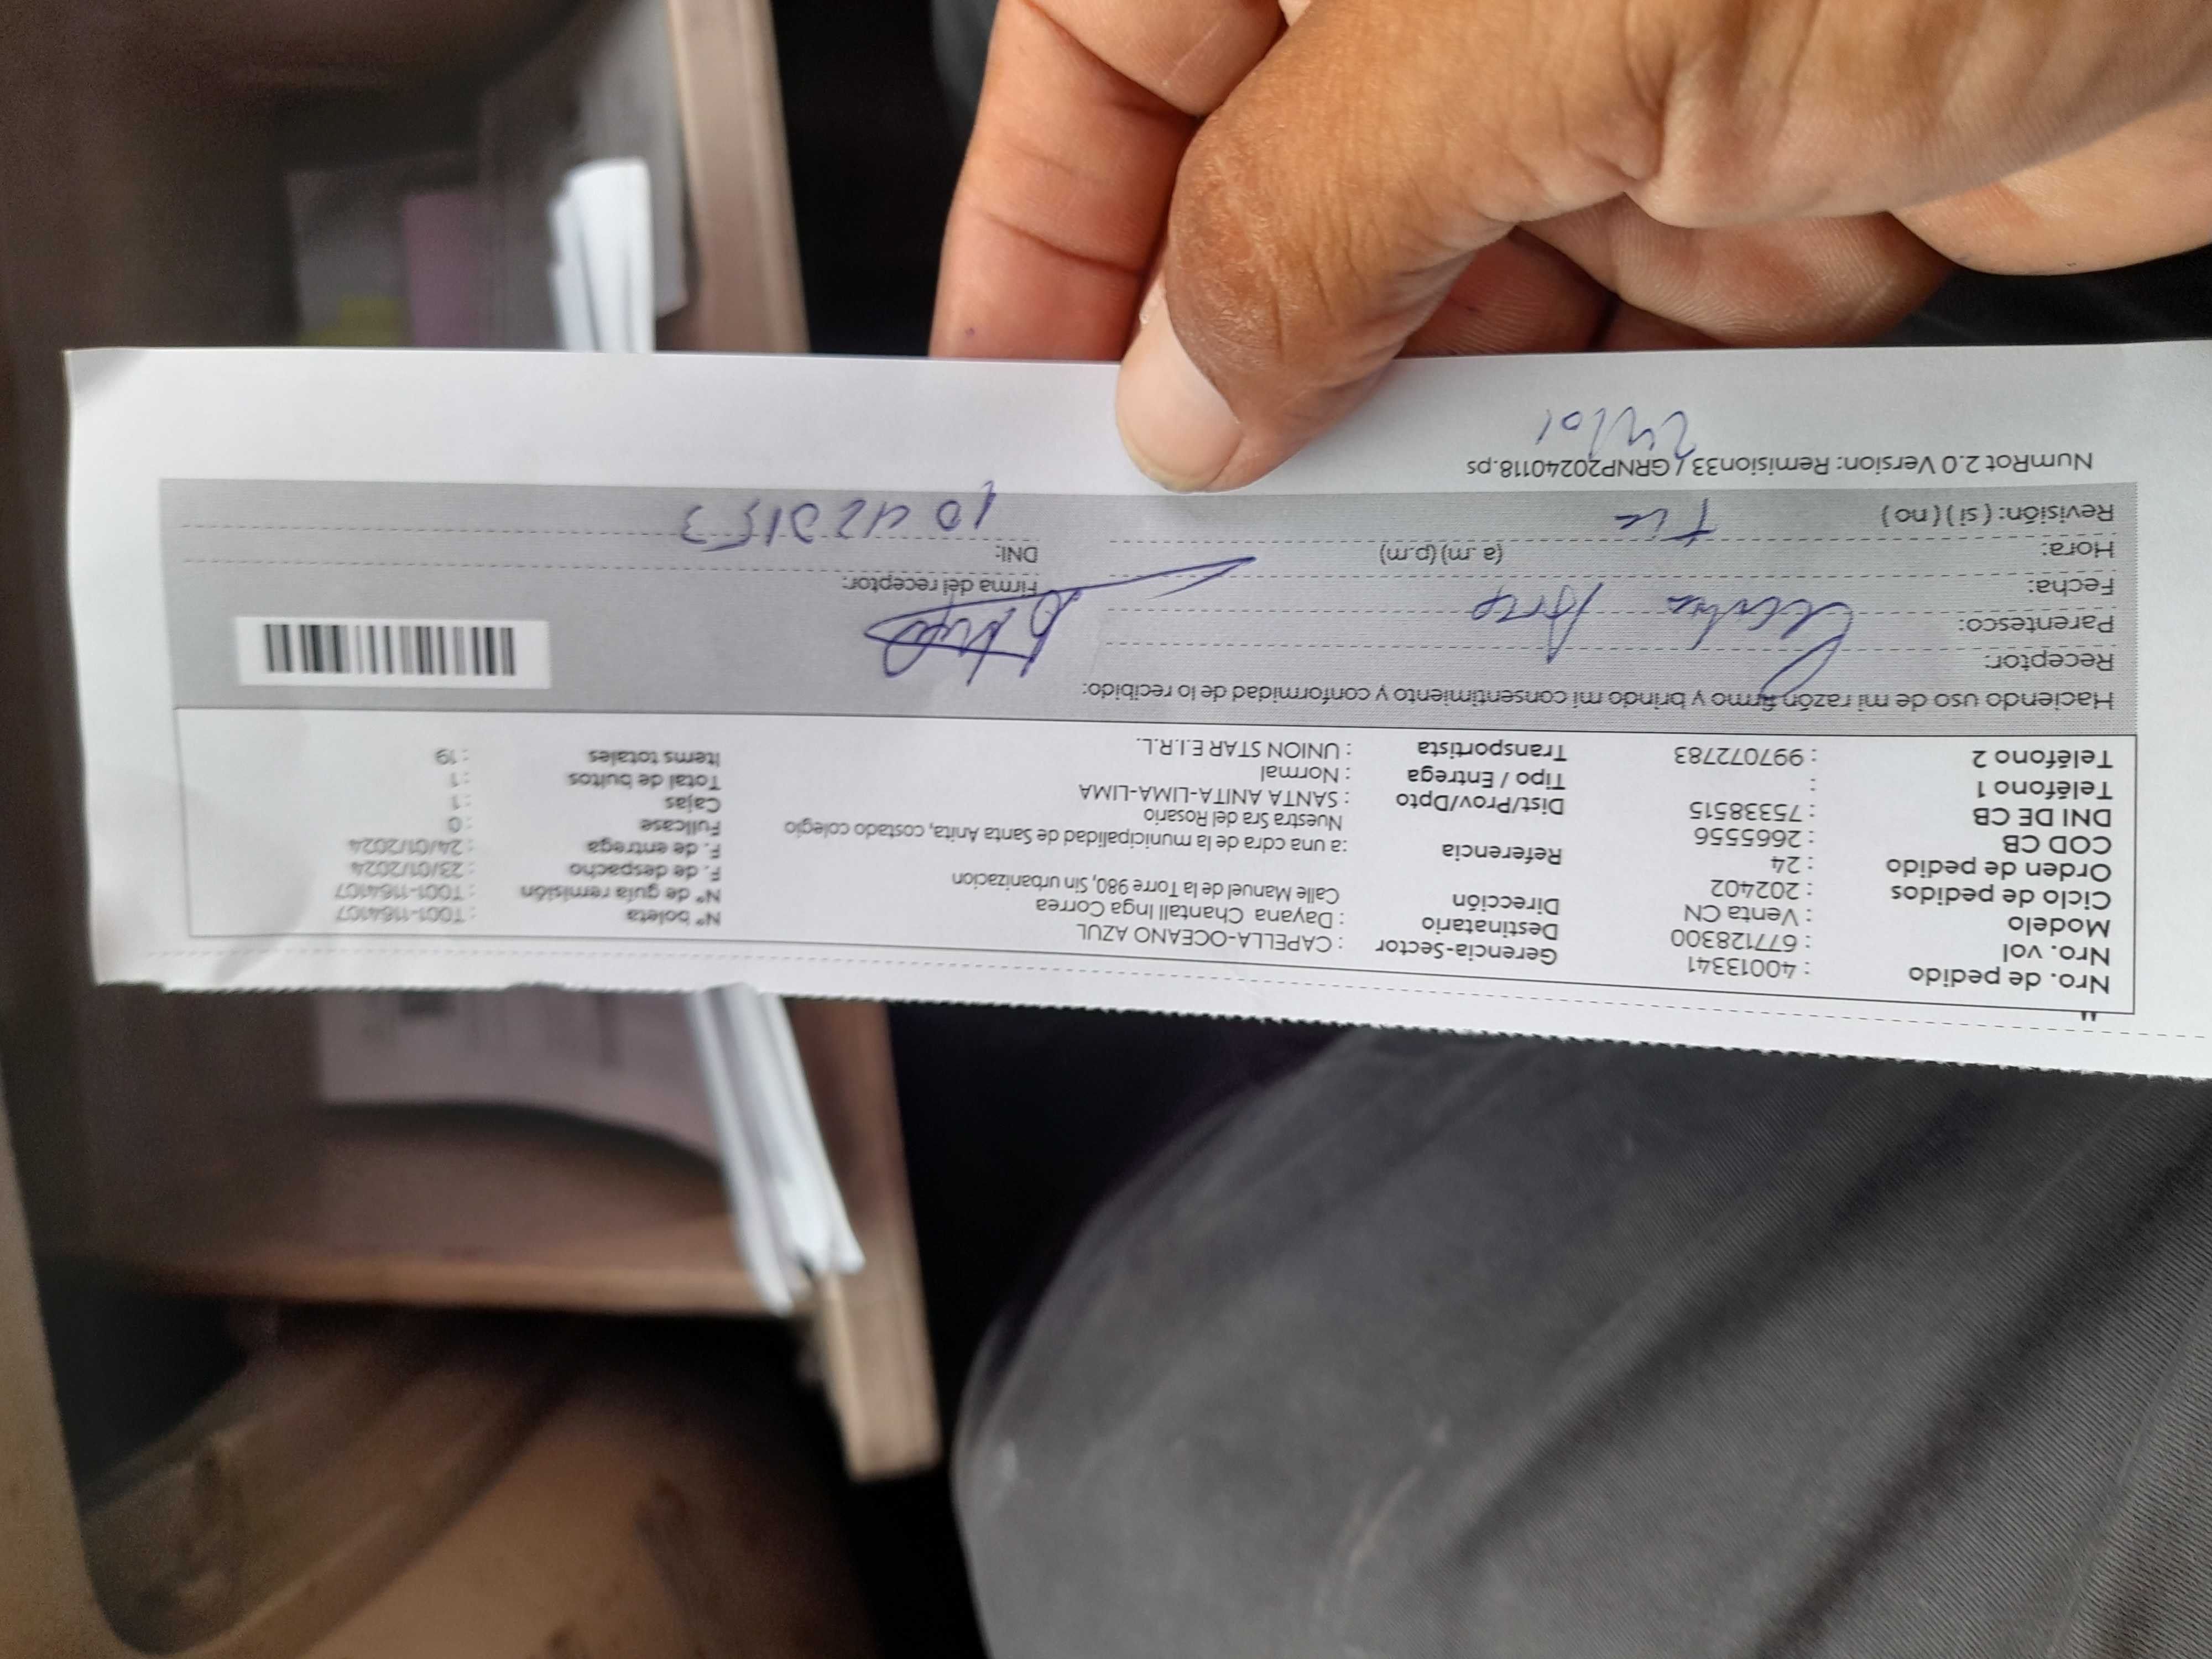 Nro. de pedido : 40013341 Gerencia-Sector : CAPELLA-OCEANO AZUL Nº boleta : T001-1164107
Nro. vol : 677128300 Destinatario : Dayana Chantall Inga Correa Nº de guía remisión : T001-1164107
Modelo : Venta CN Dirección Calle Manuel de la Torre 980, Sin urbanizacion F. de despacho : 23/01/2024
Ciclo de pedidos : 202402 F. de entrega : 24/01/2024
Orden de pedido : 24 Referencia :a una cdra de la municipalidad de Santa Anita, costado colegio Fullcase : 0
COD CB : 2665556 Nuestra Sra del Rosario Cajas : 1
DNI DE CB : 75338515 Dist/Prov/Dpto : SANTA ANITA-LIMA-LIMA Total de bultos : 1
Teléfono 1 : Tipo / Entrega : Normal Items totales : 19
Teléfono 2 : 997072783 Transportista : UNION STAR E.I.R.L.
Haciendo uso de mi razón firmo y brindo mi consentimiento y conformidad de lo recibido:
Receptor:
Parentesco:
Fecha: Firma del receptor:
Hora: (a.m) (p.m) DNI:
Revisión: ( si ) ( no )
NumRot 2.0 Version: Remision33 / GRNP20240118.ps
24/01